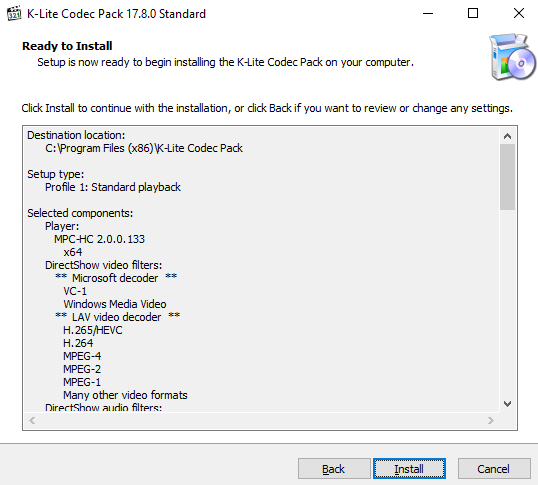 K-Lite Codec Pack 17.8.0 Standard
Ready to Install
Setup is now ready to begin installing the K-Lite Codec Pack on your computer.
Click Install to continue with the installation, or click Back if you want to review or change any settings.
Destination location:
C:\Program Files (x86)\K-Lite Codec Pack
Setup type:
Profile 1: Standard playback
Selected components:
Player:
MPC-HC 2.0.0.133
x64
DirectShow video filters:
** Microsoft decoder **
VC-1
Windows Media Video
** LAV video decoder **
H.265/HEVC
H.264
MPEG-4
MPEG-2
MPEG-1
Many other video formats
DirectShow audio filters:
Back
Install
Cancel